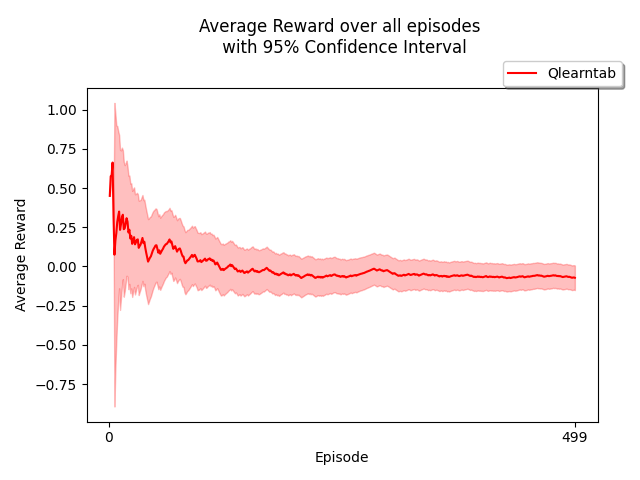 Average Reward over all episodes
with 95% Confidence Interval
Qlearntab
1.00
0.75
0.50
0.25
0.00
−0.25
−0.50
−0.75
Average Reward
0
499
Episode